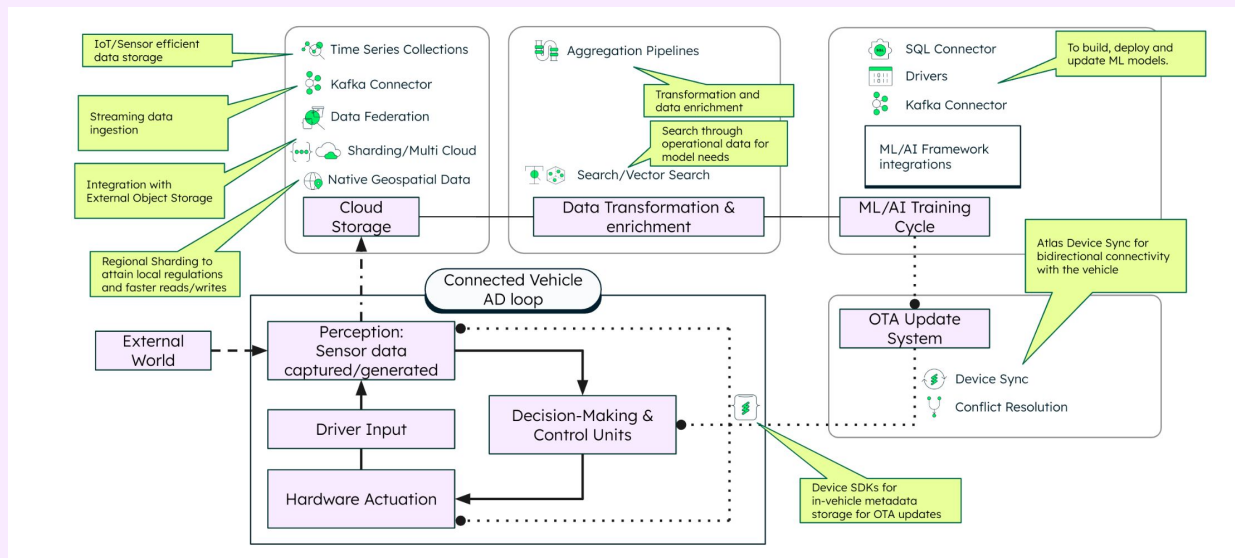 IoT/Sensor efficient
data storage
Streaming data
ingestion
Integration with
External Object Storage
Regional Sharding to
attain local regulations
and faster reads/writes
Time Series Collections
Kafka Connector
Data Federation
Sharding/Multi Cloud
Native Geospatial Data
Cloud
Storage
Aggregation Pipelines
Transformation and
data enrichment
Search through
operational data for
model needs
Search/Vector Search
Data Transformation &
enrichment
SQL Connector
Drivers
Kafka Connector
To build, deploy and
update ML models.
ML/AI Framework
integrations
ML/AI Training
Cycle
Atlas Device Sync for
bidirectional connectivity
with the vehicle
Connected Vehicle
AD loop
External
World
Perception:
Sensor data
captured/generated
Driver Input
Hardware Actuation
Decision-Making &
Control Units
OTA Update
System
Device Sync
Conflict Resolution
Device SDKs for
in-vehicle metadata
storage for OTA updates